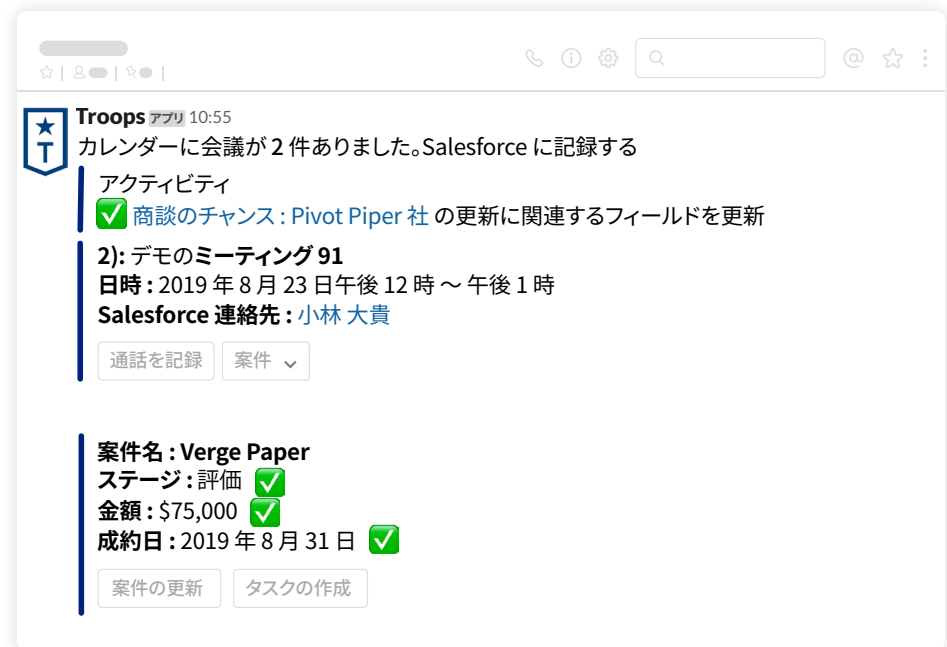 Troops アプリ 10:55
T
カレンダーに会議が 2 件ありました。Salesforce に記録する
アクティビティ
商談のチャンス : Pivot Piper 社 の更新に関連するフィールドを更新
2): デモのミーティング 91
日時 : 2019 年 8 月 23 日午後 12 時 ～ 午後 1 時
Salesforce 連絡先 : 小林 大貴
通話を記録 案件
案件名 : Verge Paper
ステージ : 評価
金額 : $75,000
成約日 : 2019 年 8 月 31 日
案件の更新 タスクの作成